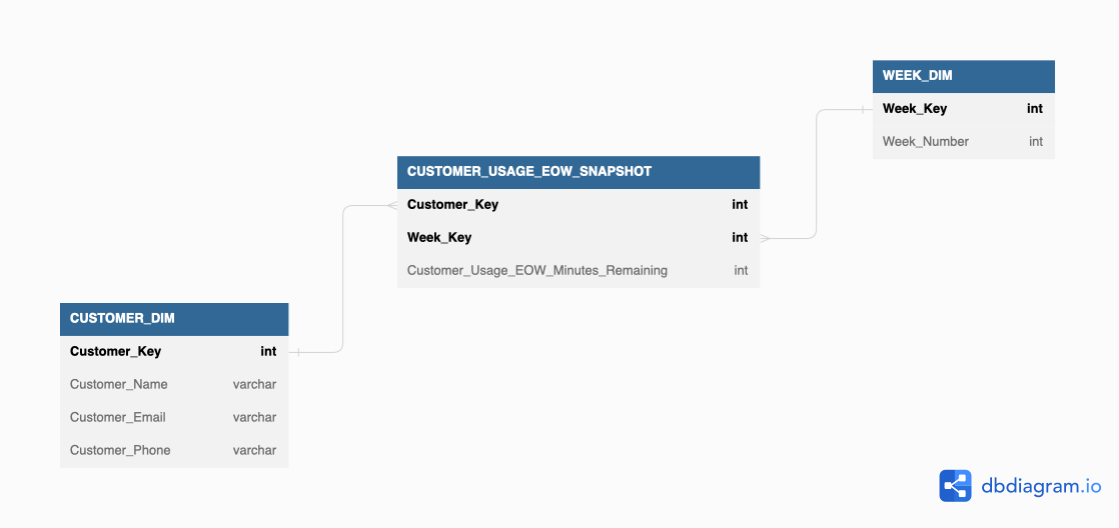 WEEK_DIM
Week_Key int
Week_Number int
CUSTOMER_USAGE_EOW_SNAPSHOT
Customer_Key int
Week_Key int
Customer_Usage_EOW_Minutes_Remaining int
CUSTOMER_DIM
Customer_Key int
Customer_Name varchar
Customer_Email varchar
Customer_Phone varchar
dbdiagram.io